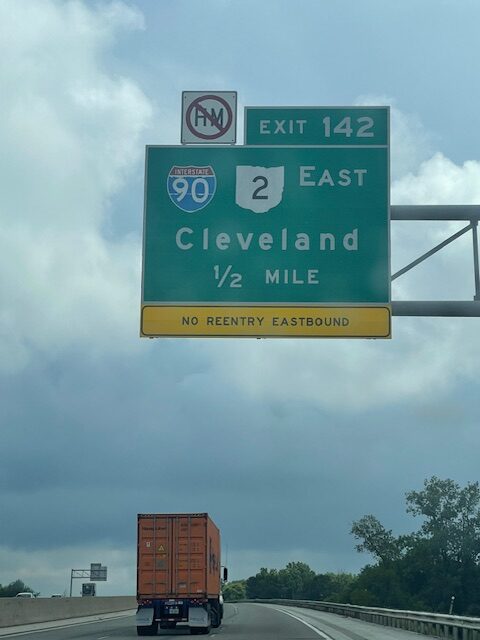 HM
EXIT 142
INTERSTATE
90
2
EAST
Cleveland
1/2 MILE
NO REENTRY EASTBOUND